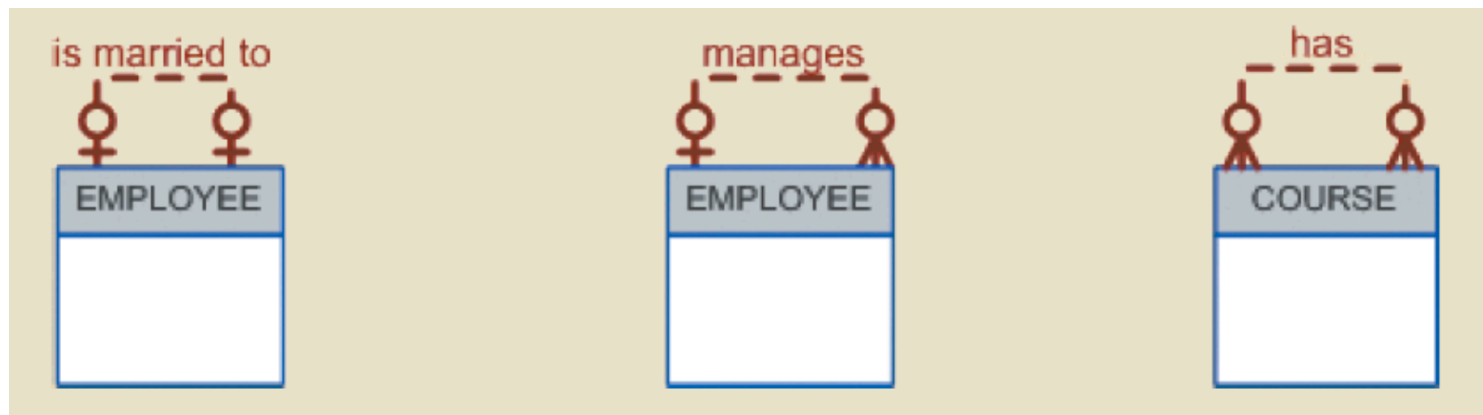 is married to
manages
has
EMPLOYEE
EMPLOYEE
COURSE